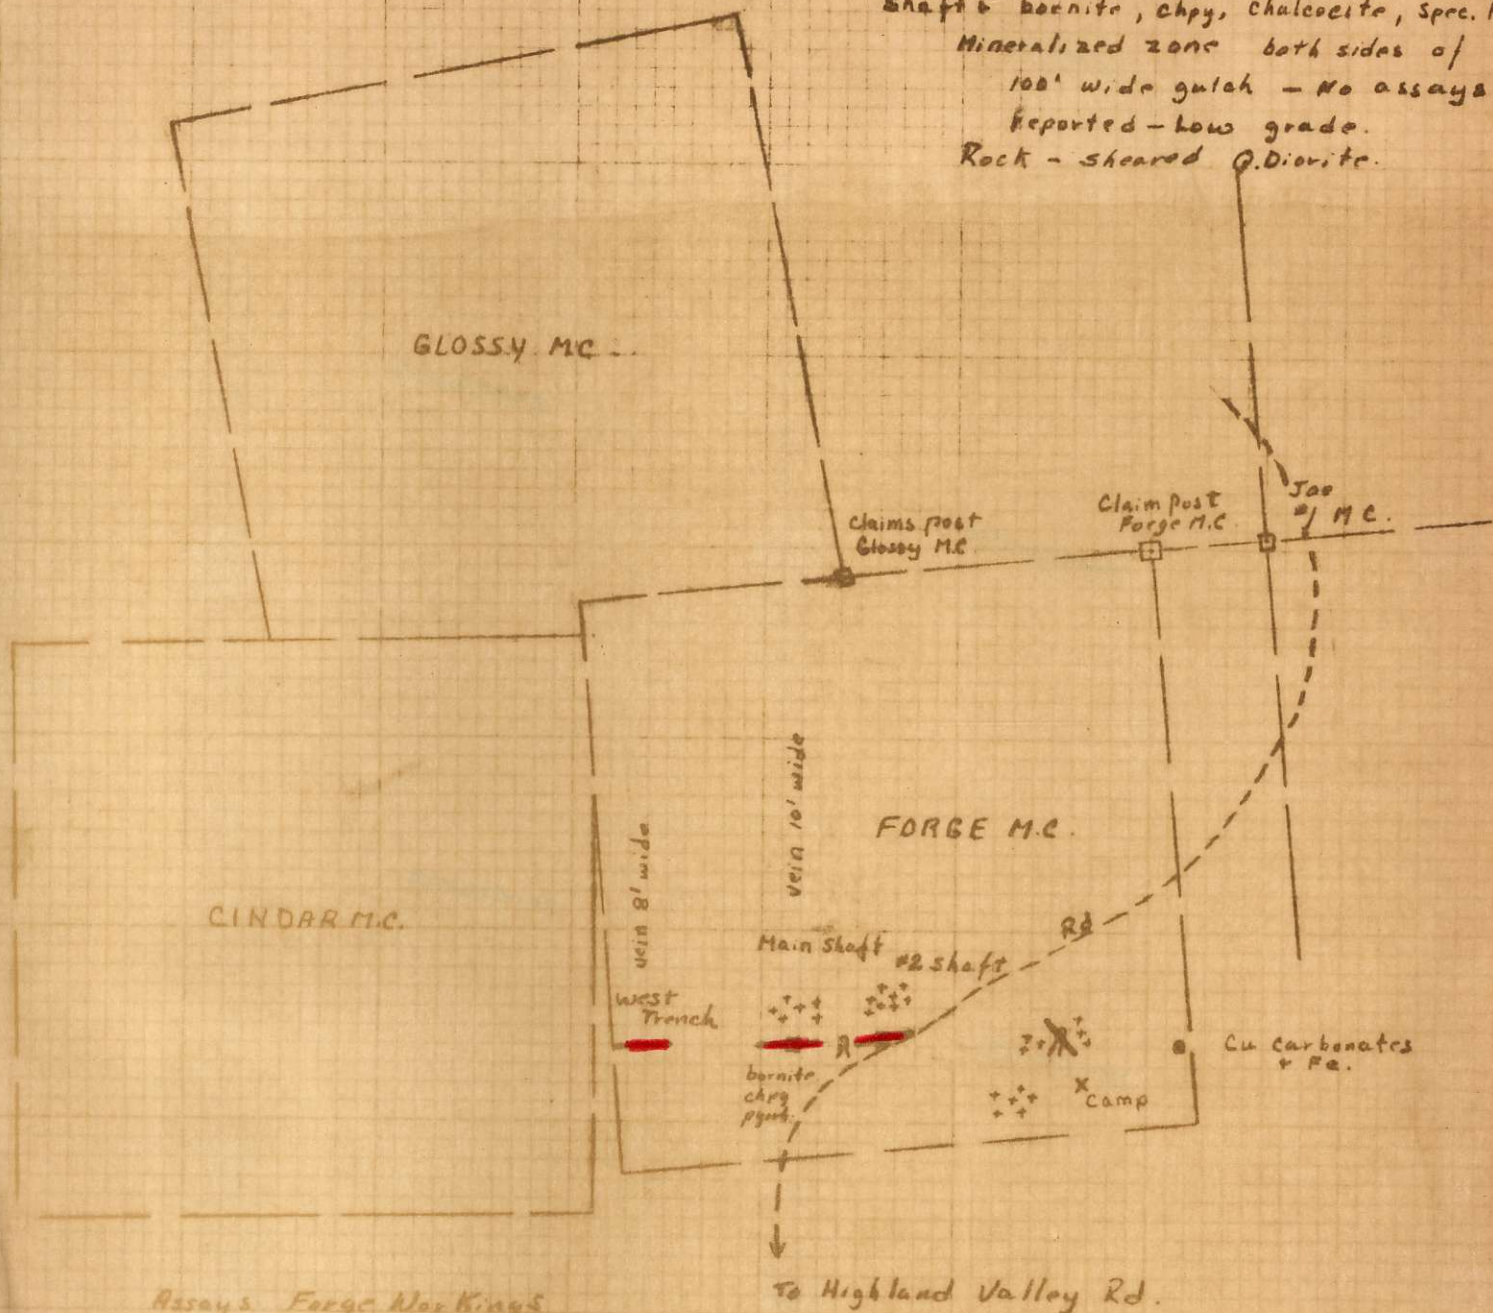 Shaft & bornite, chpy, chalcocite, spec.
Mineralized zone both sides of
100' wide gulch - No assays
Reported - Low grade.
Rock - sheared Q.Diorite.
GLOSSY M.C
Claims post
Glossy M.C
Claim Post
Forge M.C.
Joe
#1 M C.
vein 10' wide
vein 8' wide
FORGE M.C.
CINDAR M.C.
Rd
Main Shaft
#2 shaft
West
Trench
Cu carbonates
+ Fe.
bornite
chpy
Camp
To Highland Valley Rd.
Assays Forge Workings